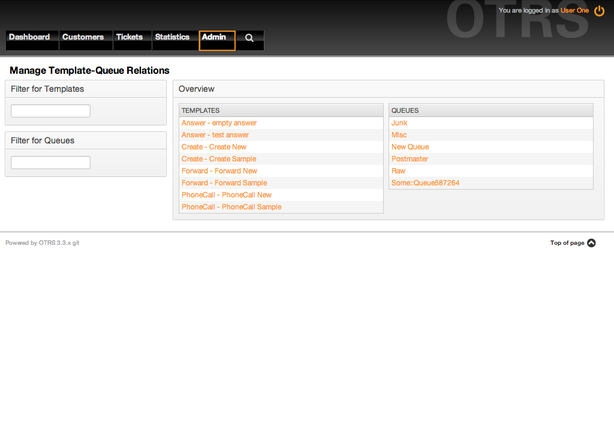 OTRS
You are logged in as User One
Dashboard Customers Tickets Statistics Admin
Manage Template-Queue Relations
Filter for Templates
Filter for Queues
Overview
TEMPLATES
Answer - empty answer
Answer - test answer
Create - Create New
Create - Create Sample
Forward - Forward New
Forward - Forward Sample
PhoneCall - PhoneCall New
PhoneCall - PhoneCall Sample
QUEUES
Junk
Misc
New Queue
Postmaster
Raw
Some::Queue887264
Powered by OTRS 3.3.x git
Top of page